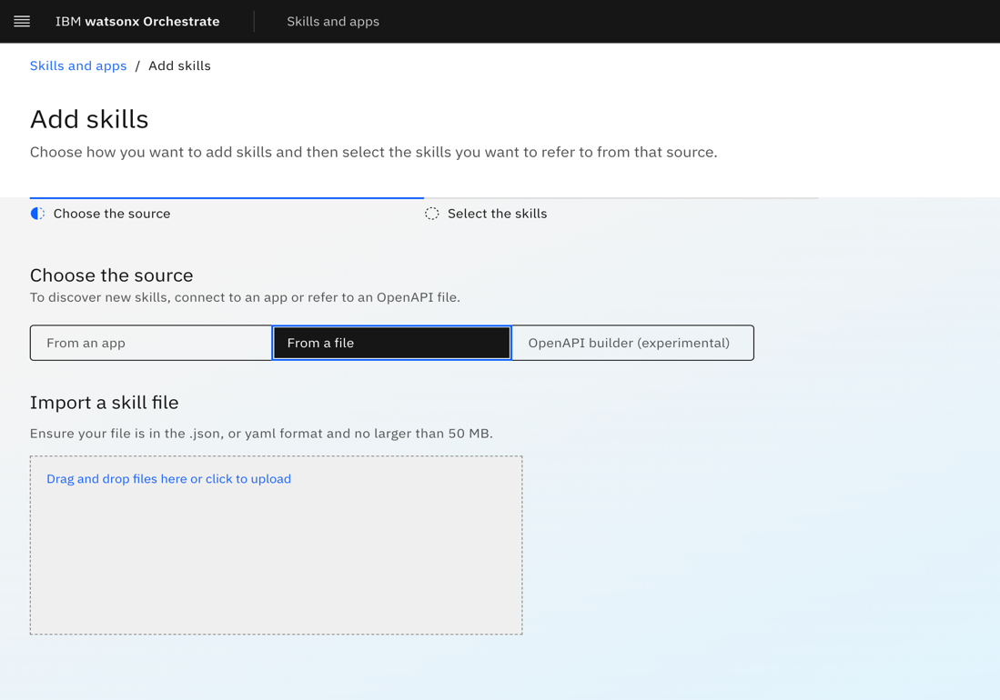 IBM watsonx Orchestrate
Skills and apps
Skills and apps / Add skills
Add skills
Choose how you want to add skills and then select the skills you want to refer to from that source.
Choose the source
Select the skills
Choose the source
To discover new skills, connect to an app or refer to an OpenAPI file.
From an app
From a file
OpenAPI builder (experimental)
Import a skill file
Ensure your file is in the .json, or yaml format and no larger than 50 MB.
Drag and drop files here or click to upload